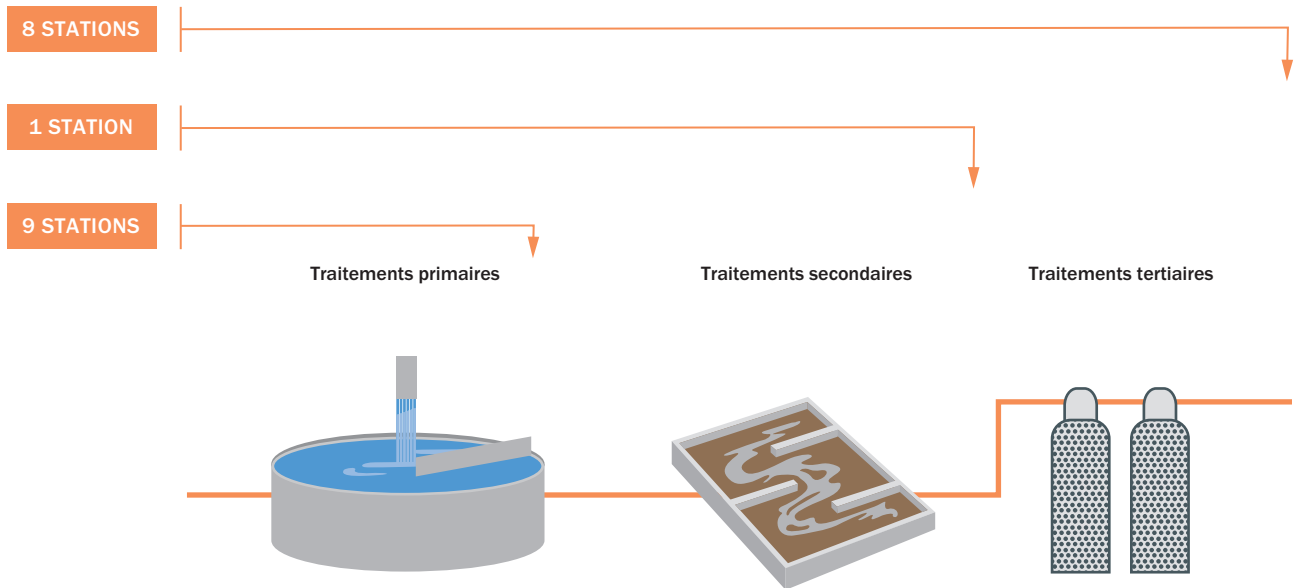 8 STATIONS
1 STATION
9 STATIONS
Traitements primaires
Traitements secondaires
Traitements tertiaires